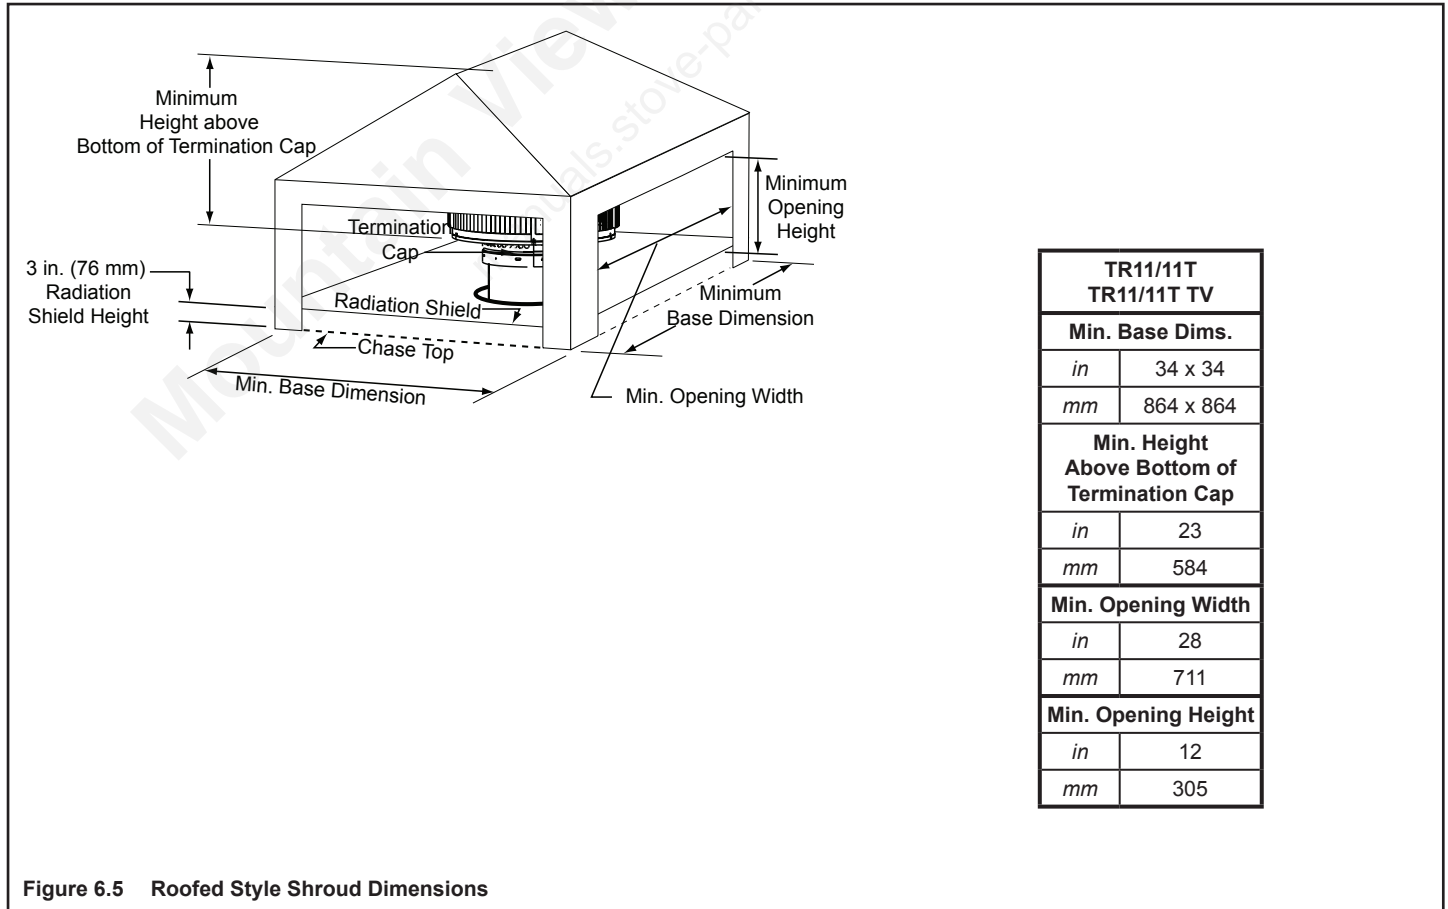 Minimum
Height above
Bottom of Termination Cap
Termination
Cap
Minimum
Opening
Height
3 in. (76 mm)
Radiation
Shield Height
Radiation Shield
Minimum
Base Dimension
Chase Top
Min. Base Dimension
Min. Opening Width
TR11/11T
TR11/11T TV
Min. Base Dims.
in 34 x 34
mm 864 x 864
Min. Height
Above Bottom of
Termination Cap
in 23
mm 584
Min. Opening Width
in 28
mm 711
Min. Opening Height
in 12
mm 305
Figure 6.5 Roofed Style Shroud Dimensions
Mountain View